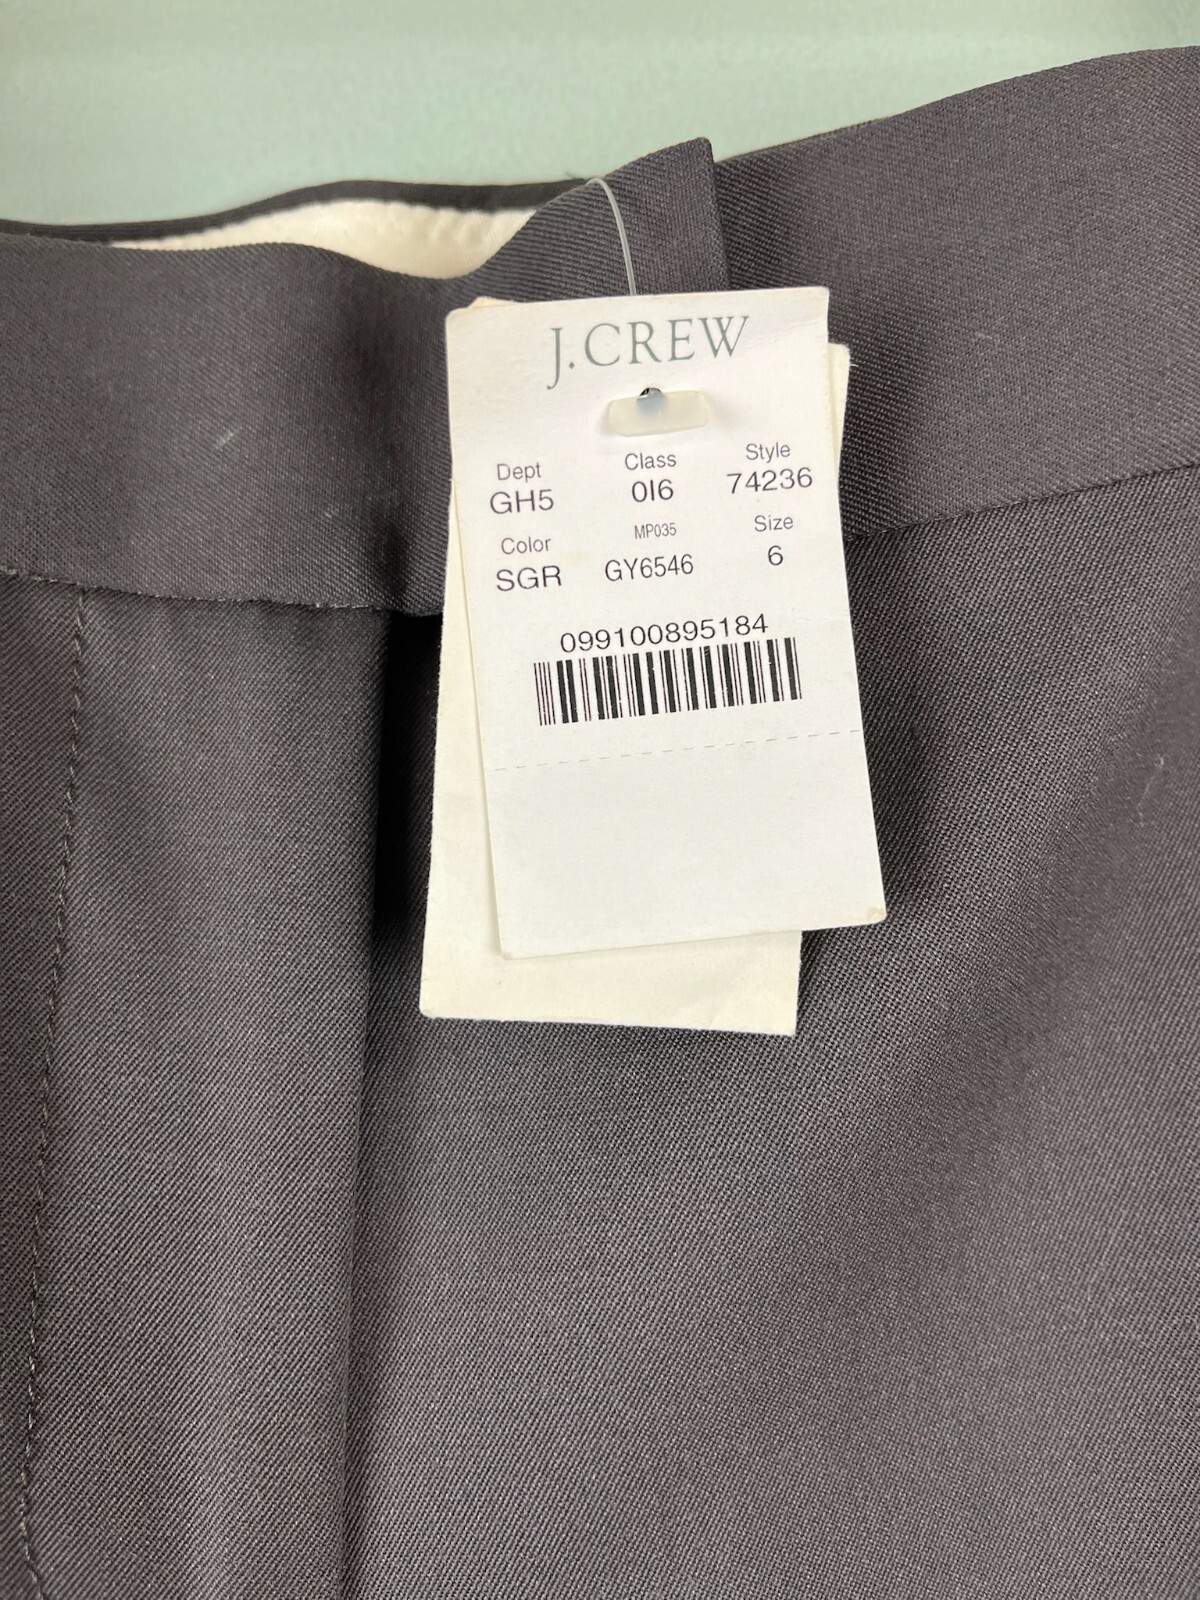 J.CREW
Dept Class Style
GH5 0I6 74236
Color MP035 Size
SGR GY6546 6
099100895184